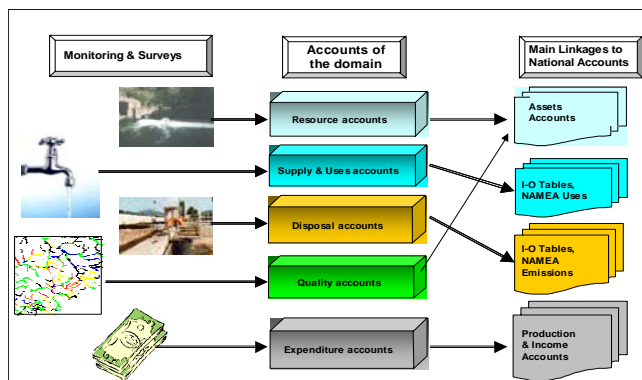 Monitoring & Surveys
Accounts of
the domain
Main Linkages to
National Accounts
Resource accounts
Assets
Accounts
Supply & Uses accounts
I-O Tables,
NAMEA Uses
Disposal accounts
I-O Tables,
NAMEA
Emissions
Quality accounts
Expenditure accounts
Production
& Income
Accounts